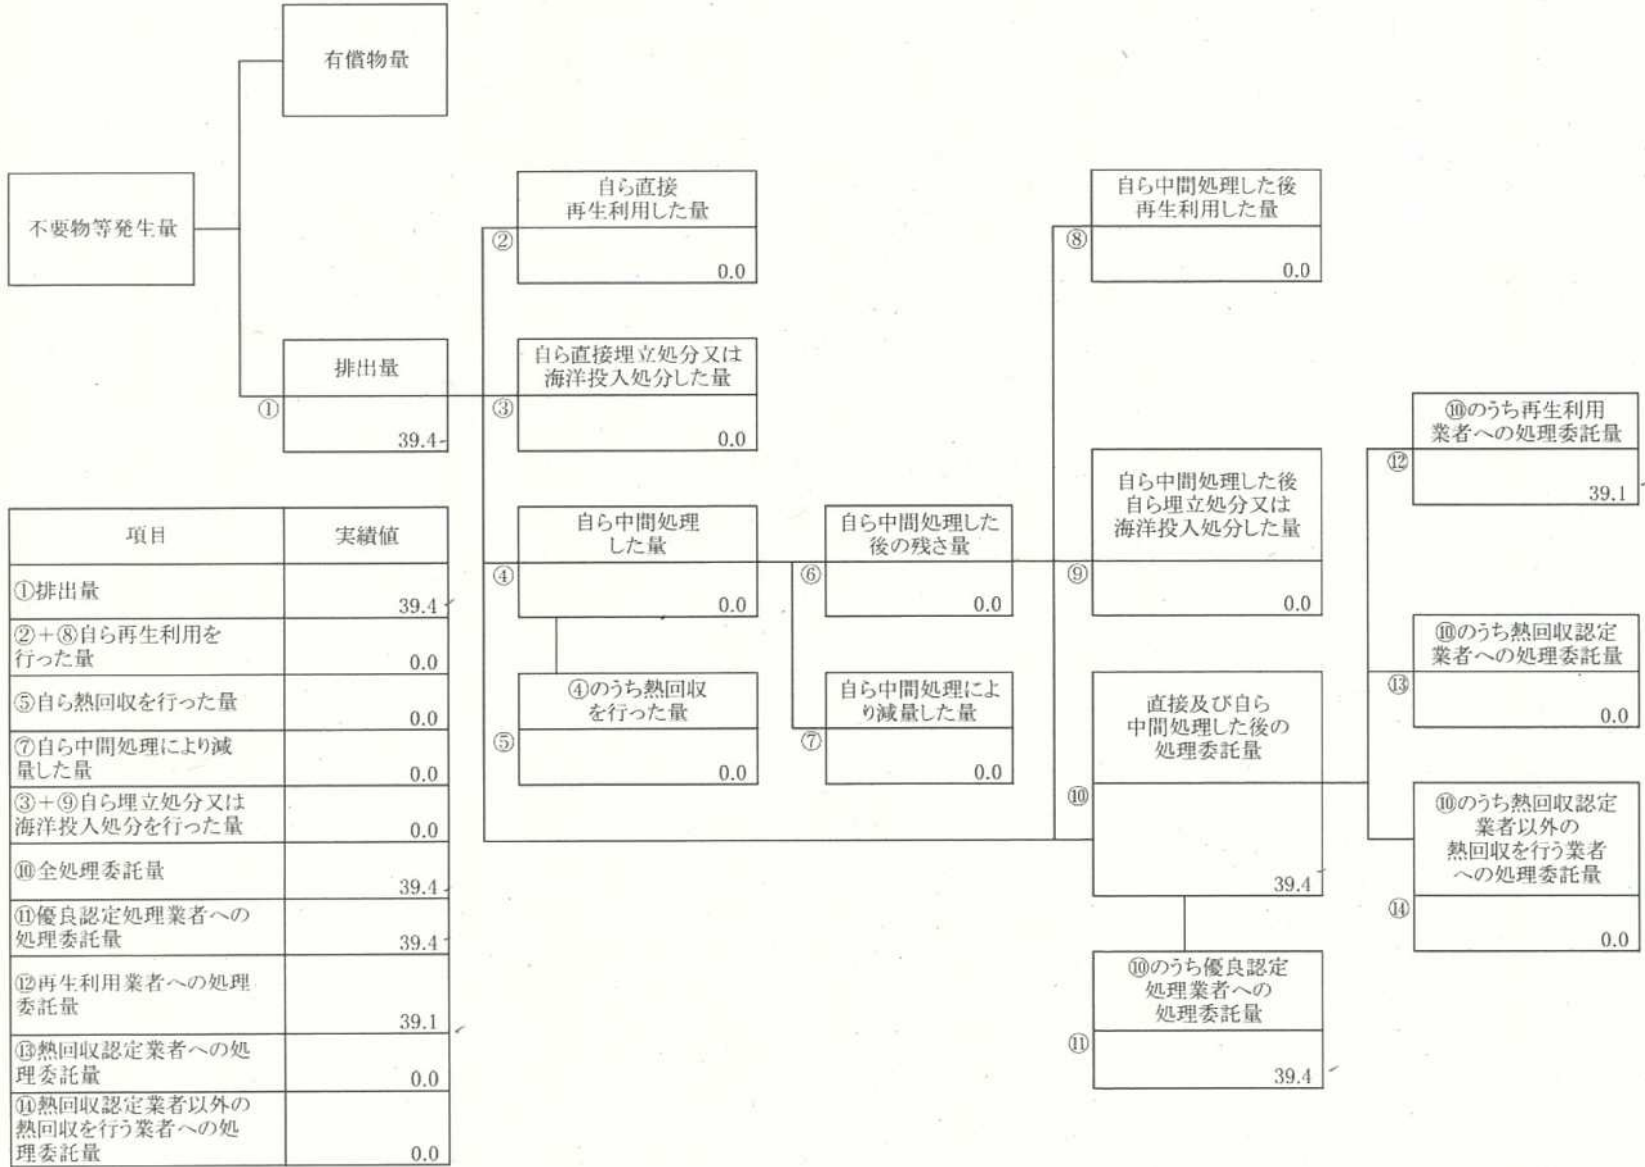 有償物量
不要物等発生量
排出量
①
39.4
自ら直接
再生利用した量
②
0.0
自ら直接埋立処分又は
海洋投入処分した量
③
0.0
自ら中間処理
した量
④
0.0
④のうち熱回収
を行った量
⑤
0.0
自ら中間処理した
後の残さ量
⑥
0.0
自ら中間処理によ
り減量した量
⑦
0.0
自ら中間処理した後
再生利用した量
⑧
0.0
自ら中間処理した後
自ら埋立処分又は
海洋投入処分した量
⑨
0.0
直接及び自ら
中間処理した後の
処理委託量
⑩
39.4
⑩のうち優良認定
処理業者への
処理委託量
⑪
39.4
⑩のうち再生利用
業者への処理委託量
⑫
39.1
⑩のうち熱回収認定
業者への処理委託量
⑬
0.0
⑩のうち熱回収認定
業者以外の
熱回収を行う業者
への処理委託量
⑭
0.0
項目 実績値
①排出量
39.4
②+⑧自ら再生利用を
行った量 0.0
⑤自ら熱回収を行った量
0.0
⑦自ら中間処理により減
量した量 0.0
③+⑨自ら埋立処分又は
海洋投入処分を行った量 0.0
⑩全処理委託量
39.4
⑪優良認定処理業者への
処理委託量 39.4
⑫再生利用業者への処理
委託量
39.1
⑬熱回収認定業者への処
理委託量 0.0
⑭熱回収認定業者以外の
熱回収を行う業者への処
理委託量 0.0